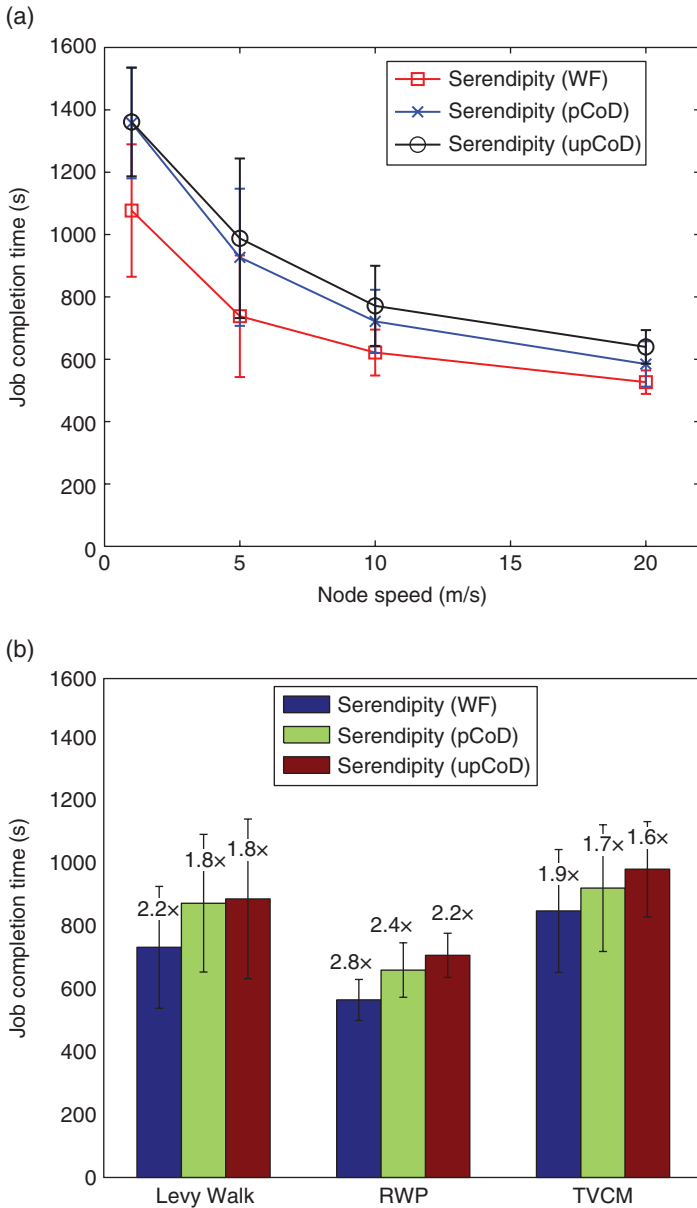 (a)
1600
1400
1200
1000
800
600
400
200
0
Job completion time (s)
Serendipity (WF)
Serendipity (pCoD)
Serendipity (upCoD)
0 5 10 15 20
Node speed (m/s)
(b)
1600
1400
1200
1000
800
600
400
200
0
Job completion time (s)
Serendipity (WF)
Serendipity (pCoD)
Serendipity (upCoD)
2.2× 1.8× 1.8×
2.8× 2.4× 2.2×
1.9× 1.7× 1.6×
Levy Walk RWP TVCM